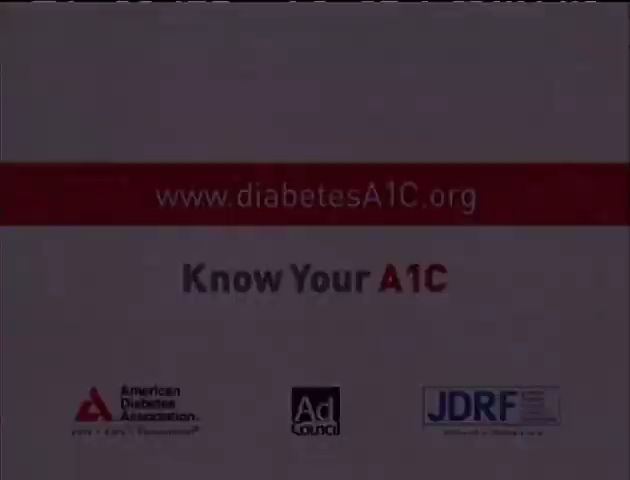 www.diabetesA1C.org
Know Your A1C
American
Diabetes
Association
Ad
Council
JDRF